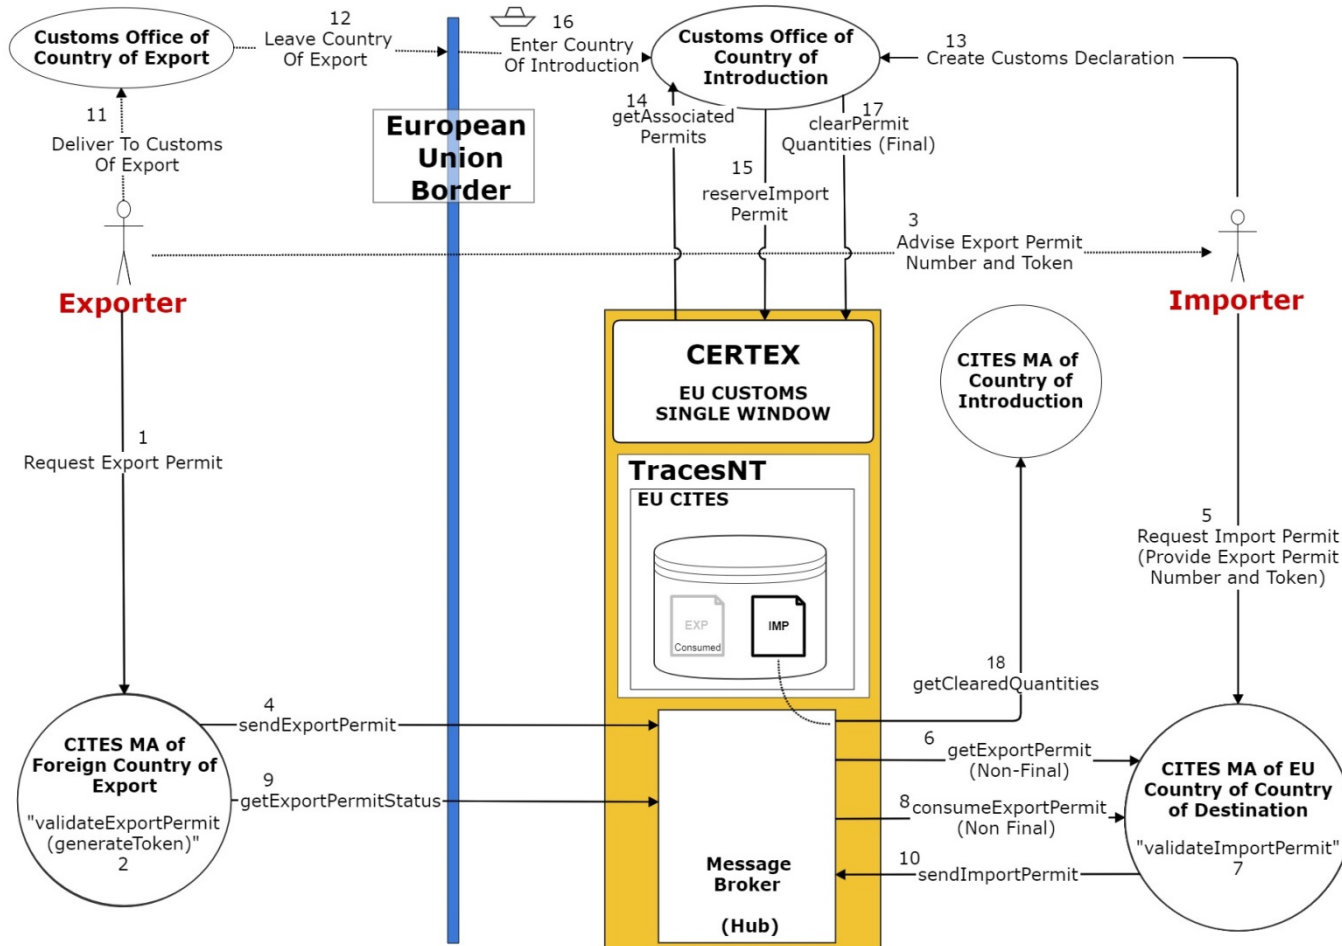 12
Leave Country
Of Export
16
Enter Country
Of Introduction
Customs Office of
Country of Export
Customs Office of
Country of
Introduction
13
Create Customs Declaration
11
Deliver To Customs
Of Export
European
Union
Border
14
getAssociated
Permits
17
clearPermit
Quantities (Final)
15
reserveImport
Permit
3
Advise Export Permit
Number and Token
Exporter
Importer
CERTEX
EU CUSTOMS
SINGLE WINDOW
CITES MA of
Country of
Introduction
1
Request Export Permit
TracesNT
EU CITES
EXP
Consumed
IMP
5
Request Import Permit
(Provide Export Permit
Number and Token)
18
getClearedQuantities
4
sendExportPermit
CITES MA of
Foreign Country of
Export
"validateExportPermit
(generateToken)"
2
9
getExportPermitStatus
6
getExportPermit
(Non-Final)
8
consumeExportPermit
(Non Final)
10
sendImportPermit
CITES MA of EU
Country of Country
of Destination
"validateImportPermit"
7
Message
Broker
(Hub)